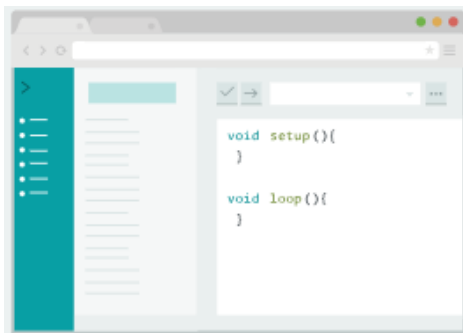 void setup(){
}
void loop(){
}